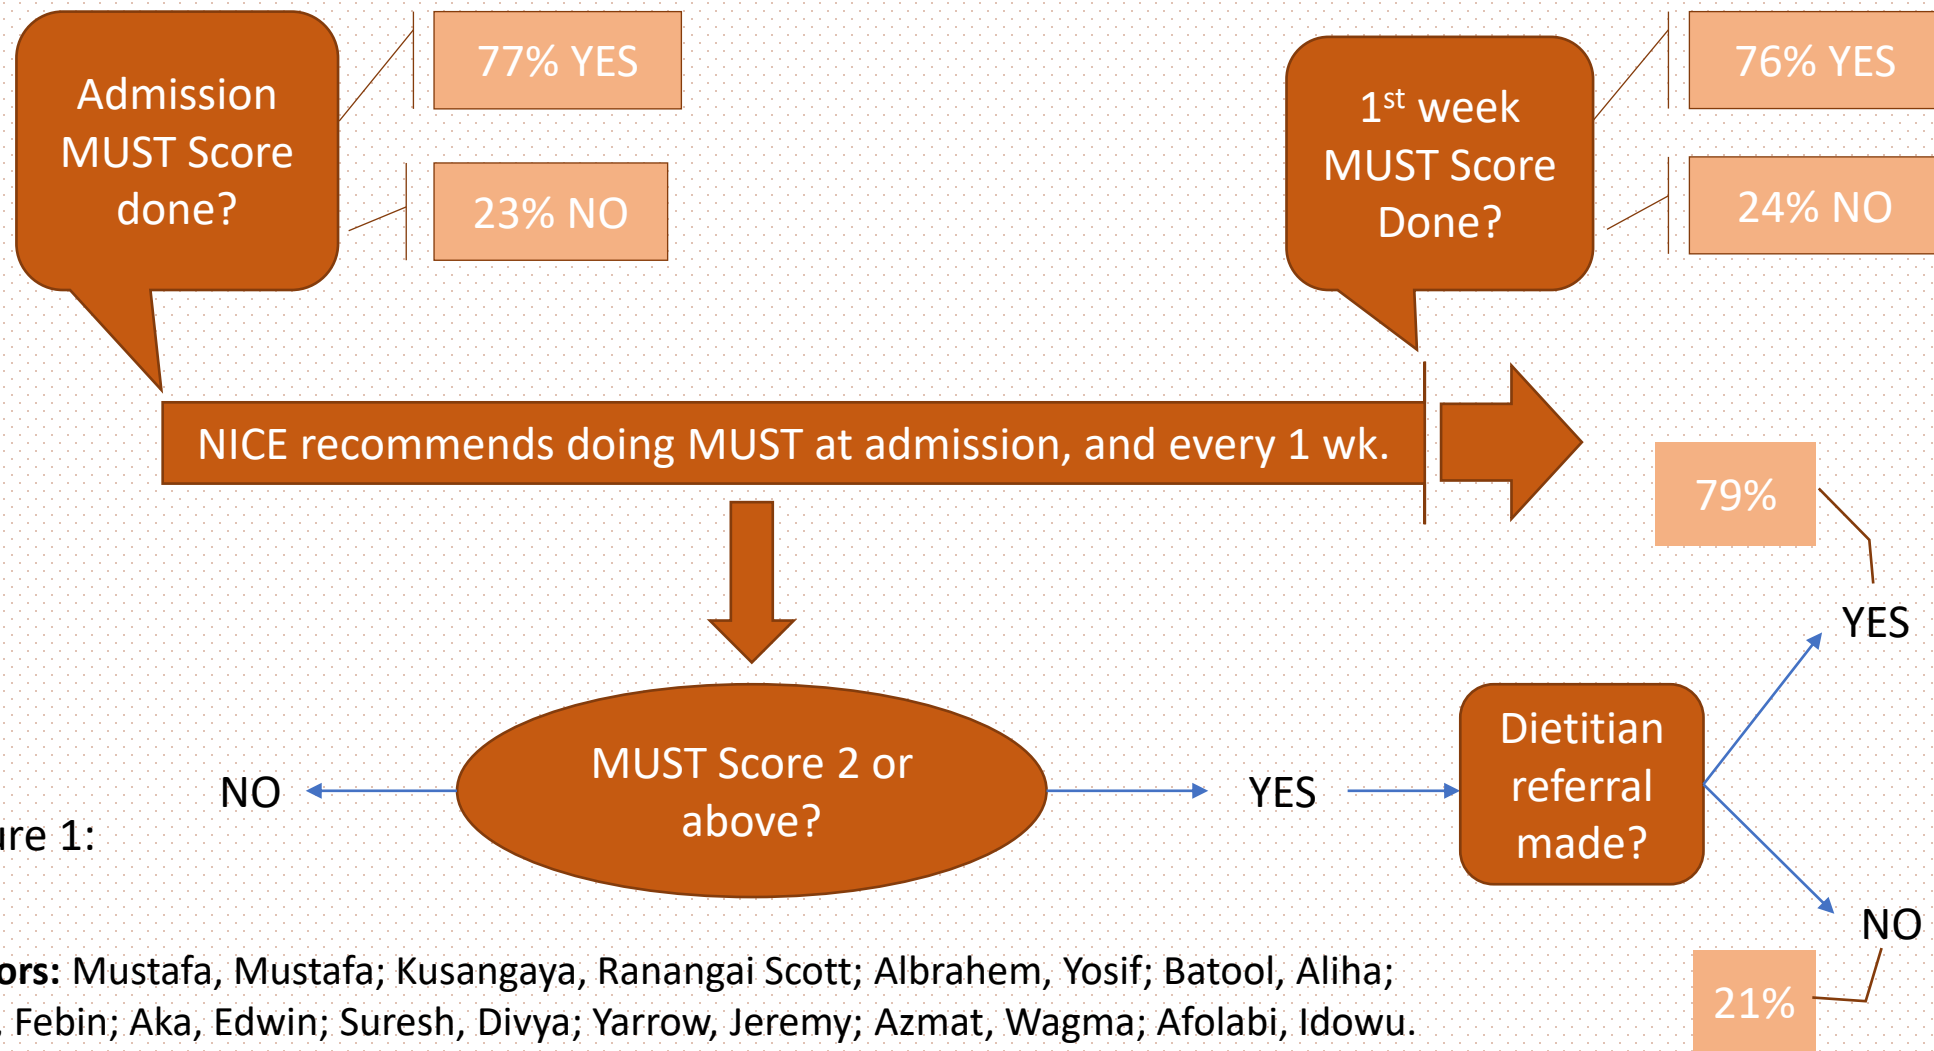 Admission
MUST Score
done?
77% YES
23% NO
1st week
MUST Score
Done?
76% YES
24% NO
NICE recommends doing MUST at admission, and every 1 wk.
MUST Score 2 or
above?
NO
YES
Dietitian
referral
made?
YES
79%
NO
21%
ure 1:
ors: Mustafa, Mustafa; Kusangaya, Ranangai Scott; Albrahem, Yosif; Batool, Aliha;
, Febin; Aka, Edwin; Suresh, Divya; Yarrow, Jeremy; Azmat, Wagma; Afolabi, Idowu.